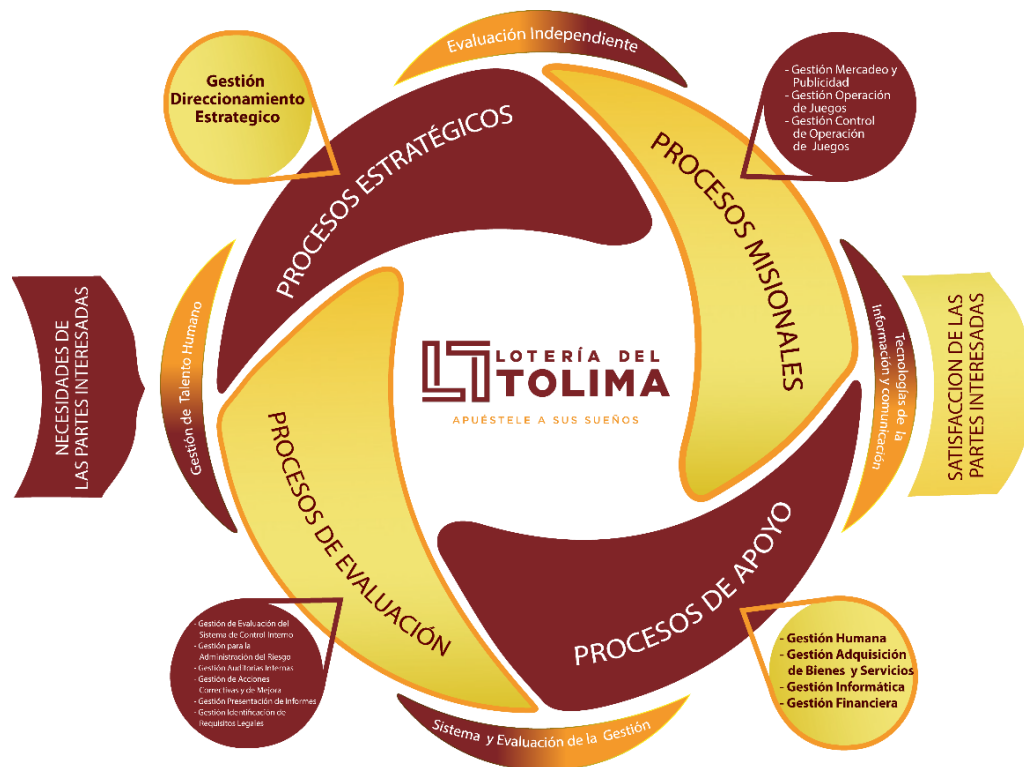 Evaluación Independiente
Gestión
Direccionamiento
Estrategico
- Gestión Mercadeo y
Publicidad
- Gestión Operación
de Juegos
- Gestión Control
de Operación
de Juegos
PROCESOS ESTRATÉGICOS
PROCESOS MISIONALES
NECESIDADES DE
LAS PARTES INTERESADAS
Gestión de Talento Humano
LT LOTERÍA DEL
TOLIMA
APUÉSTELE A SUS SUEÑOS
Tecnologías de la
Información y comunicación
SATISFACCION DE LAS
PARTES INTERESADAS
PROCESOS DE EVALUACIÓN
PROCESOS DE APOYO
- Gestión de Evaluación del
Sistema de Control Interno
- Gestión para la
Administración del Riesgo
- Gestión Auditorias Internas
- Gestión de Acciones
Correctivas y de Mejora
- Gestión Presentación de Informes
- Gestión Identificación de
Requisitos Legales
- Gestión Humana
- Gestión Adquisición
de Bienes y Servicios
- Gestión Informática
- Gestión Financiera
Sistema y Evaluación de la Gestión